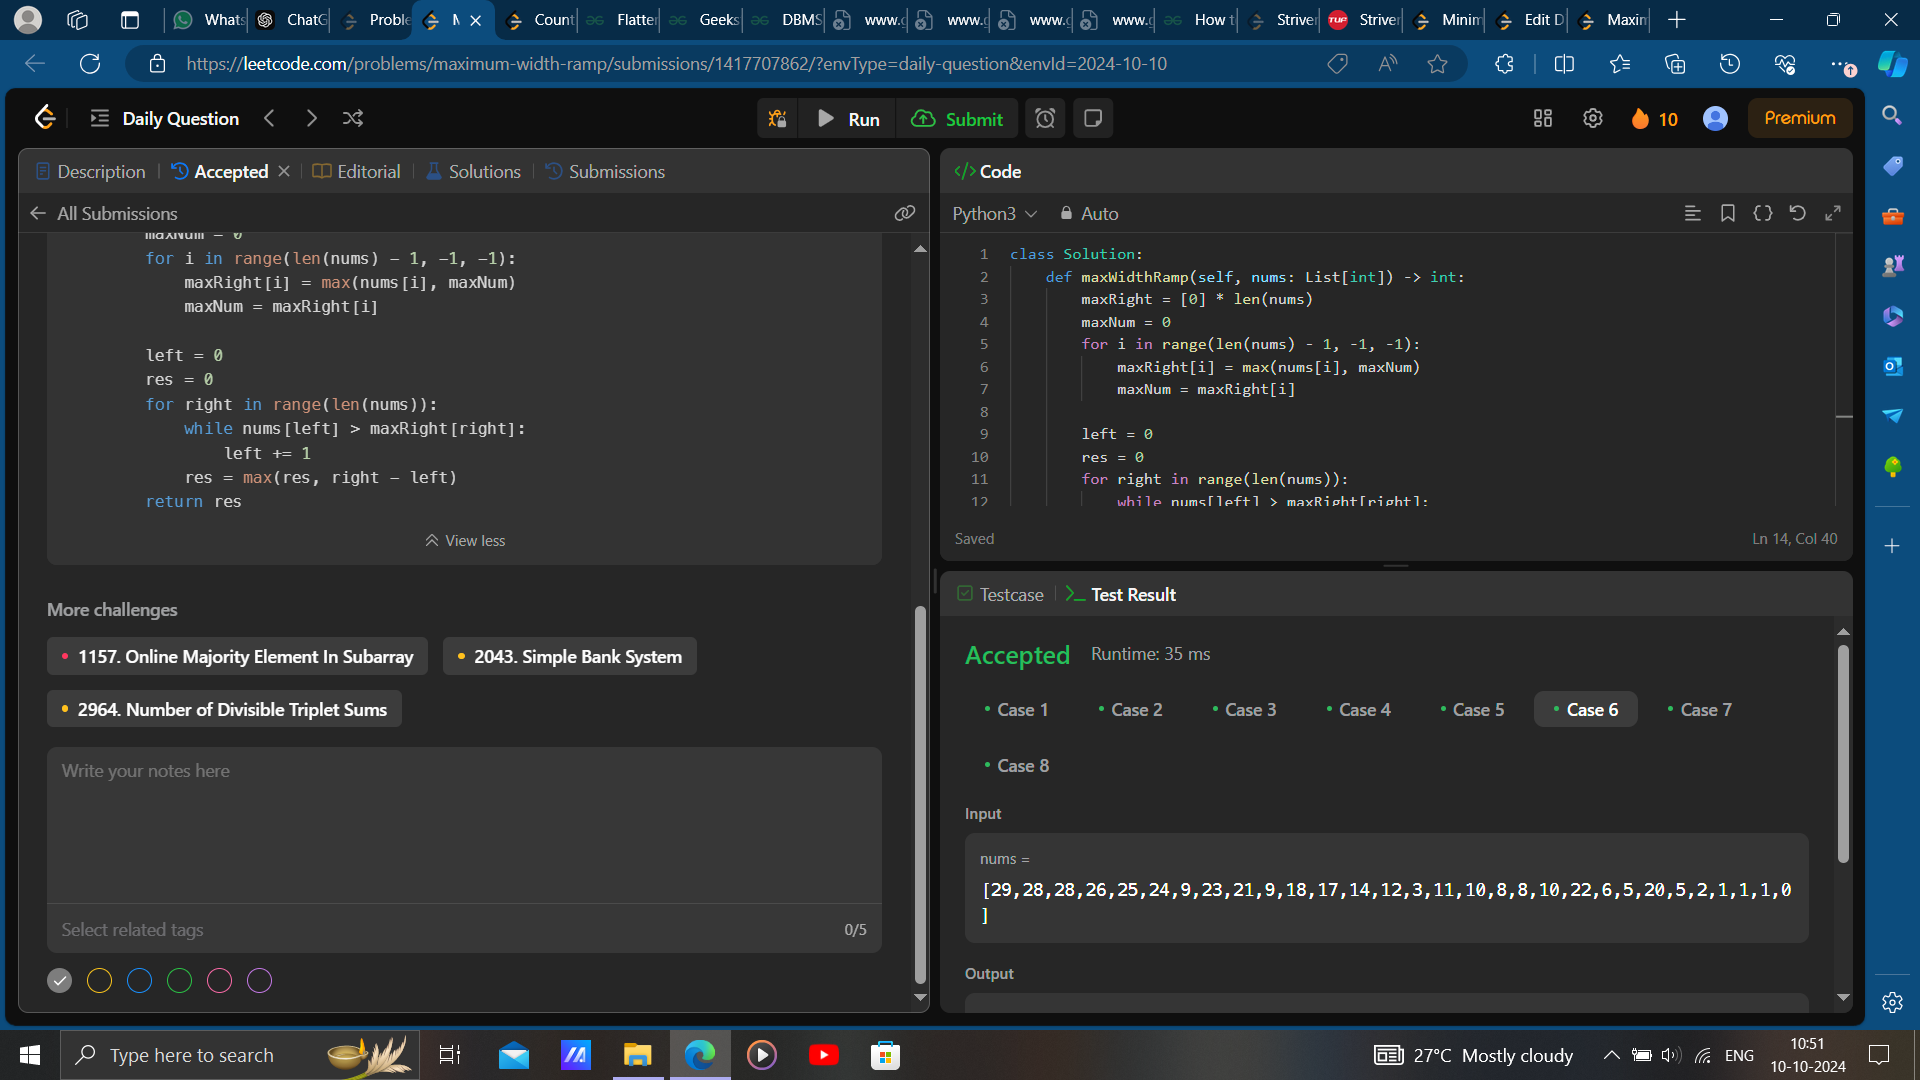 Whats
ChatG
Proble
M
Count
Flatter
Geeks
DBMS
www.g
www.g
www.g
www.g
How t
Striver
Striver
Minim
Edit D
Maxim
https://leetcode.com/problems/maximum-width-ramp/submissions/1417707862/?envType=daily-question&envId=2024-10-10
Daily Question
Run
Submit
10
Premium
Description
Accepted
Editorial
Solutions
Submissions
All Submissions
maxNum = 0
for i in range(len(nums) - 1, -1, -1):
maxRight[i] = max(nums[i], maxNum)
maxNum = maxRight[i]
left = 0
res = 0
for right in range(len(nums)):
while nums[left] > maxRight[right]:
left += 1
res = max(res, right - left)
return res
View less
More challenges
1157. Online Majority Element In Subarray
2043. Simple Bank System
2964. Number of Divisible Triplet Sums
Write your notes here
Select related tags
0/5
</> Code
Python3
Auto
1 class Solution:
2 def maxWidthRamp(self, nums: List[int]) -> int:
3 maxRight = [0] * len(nums)
4 maxNum = 0
5 for i in range(len(nums) - 1, -1, -1):
6 maxRight[i] = max(nums[i], maxNum)
7 maxNum = maxRight[i]
8
9 left = 0
10 res = 0
11 for right in range(len(nums)):
12 while nums[left] > maxRight[right]:
Saved
Ln 14, Col 40
Testcase
Test Result
Accepted
Runtime: 35 ms
Case 1
Case 2
Case 3
Case 4
Case 5
Case 6
Case 7
Case 8
Input
nums =
[29,28,28,26,25,24,9,23,21,9,18,17,14,12,3,11,10,8,8,10,22,6,5,20,5,2,1,1,1,0
]
Output
Type here to search
27°C Mostly cloudy
ENG
10:51
10-10-2024